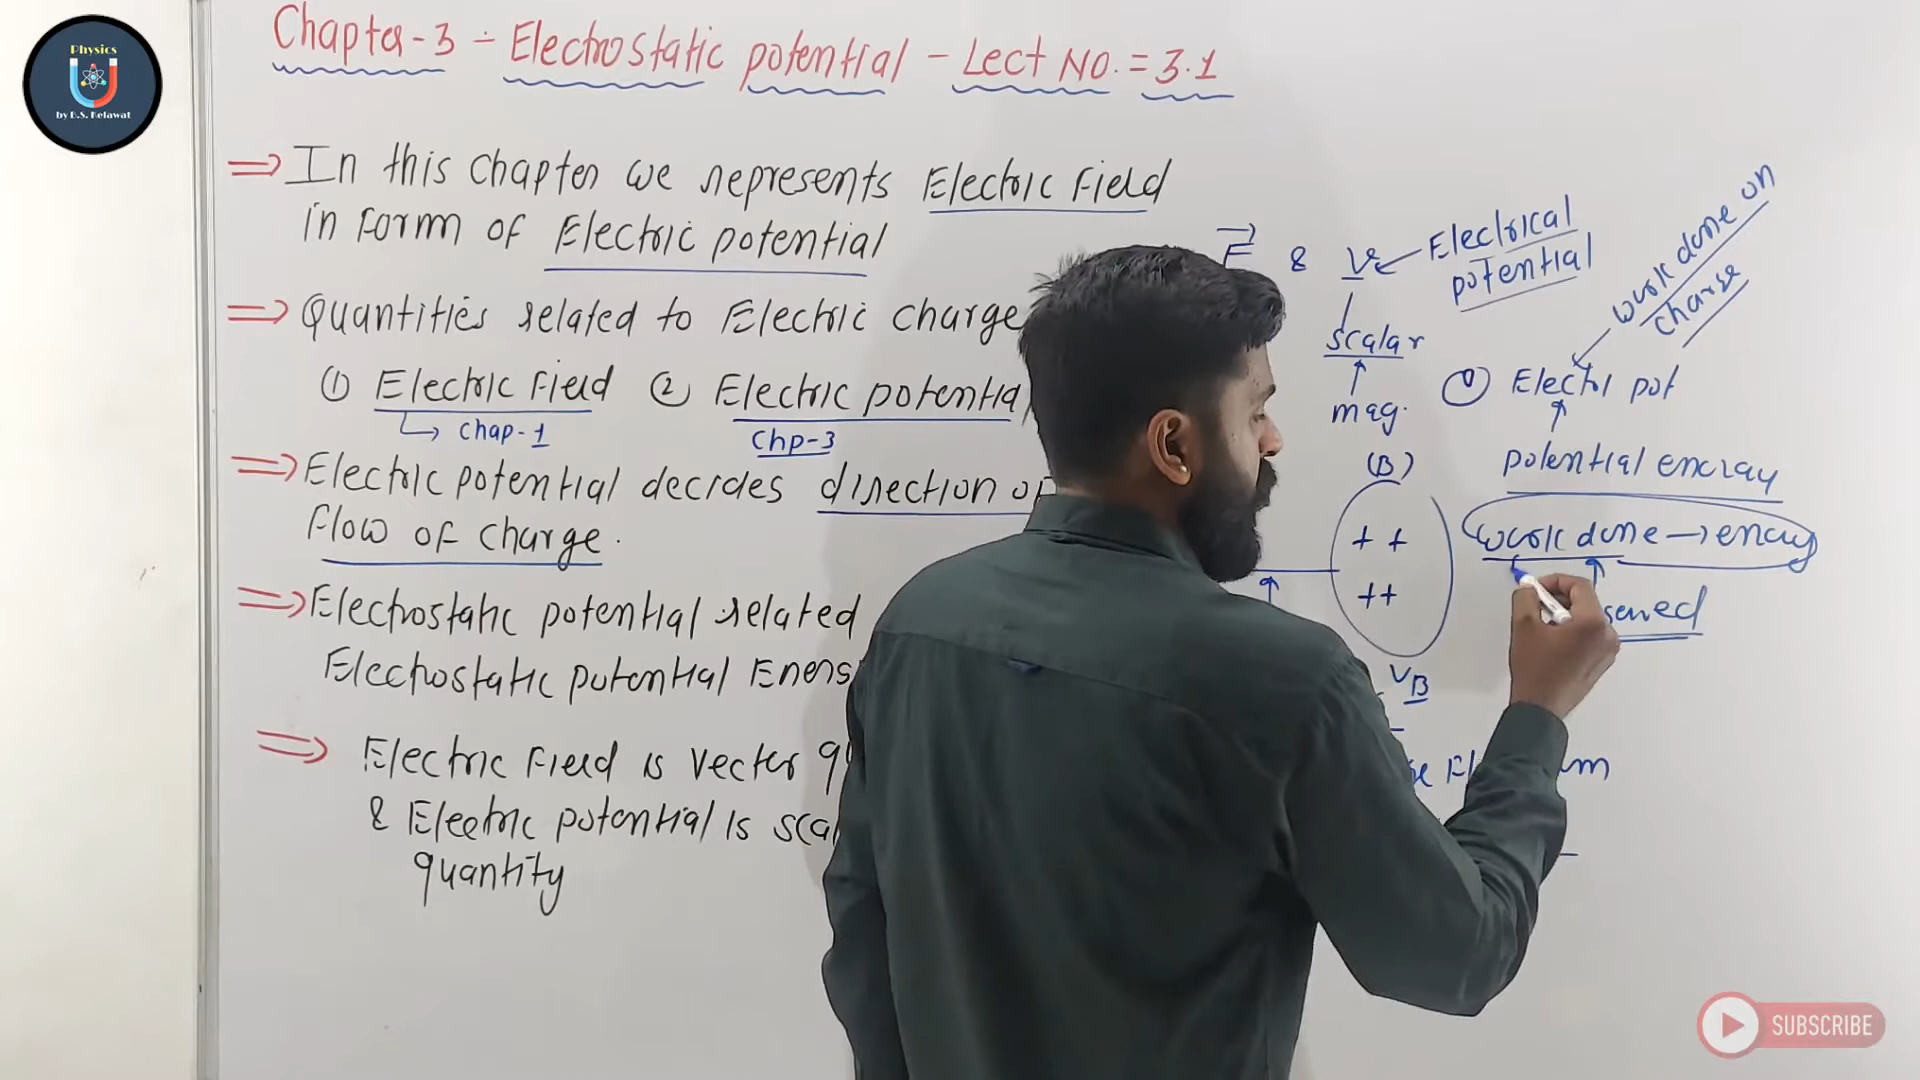 Physics
by B.S. Kelawat
Chapter-3 - Electrostatic potential - Lect No. = 3.1
⇒ In this chapter we represents Electric Field
in form of Electric potential
⇒ Quantities related to Electric charge
① Electric Field ② Electric potential
↳ Chap-1
Chp-3
⇒ Electric potential decides direction of
flow of charge.
⇒ Electrostatic potential related
Electrostatic potential
⇒ Electric Field is vector
& Electric potential is
quantity
E & V ← Electrical
potential
scalar
mag.
work done on
charge
① Electri pot
potential energy
work done → energy
(B)
+ +
++
V_B
SUBSCRIBE